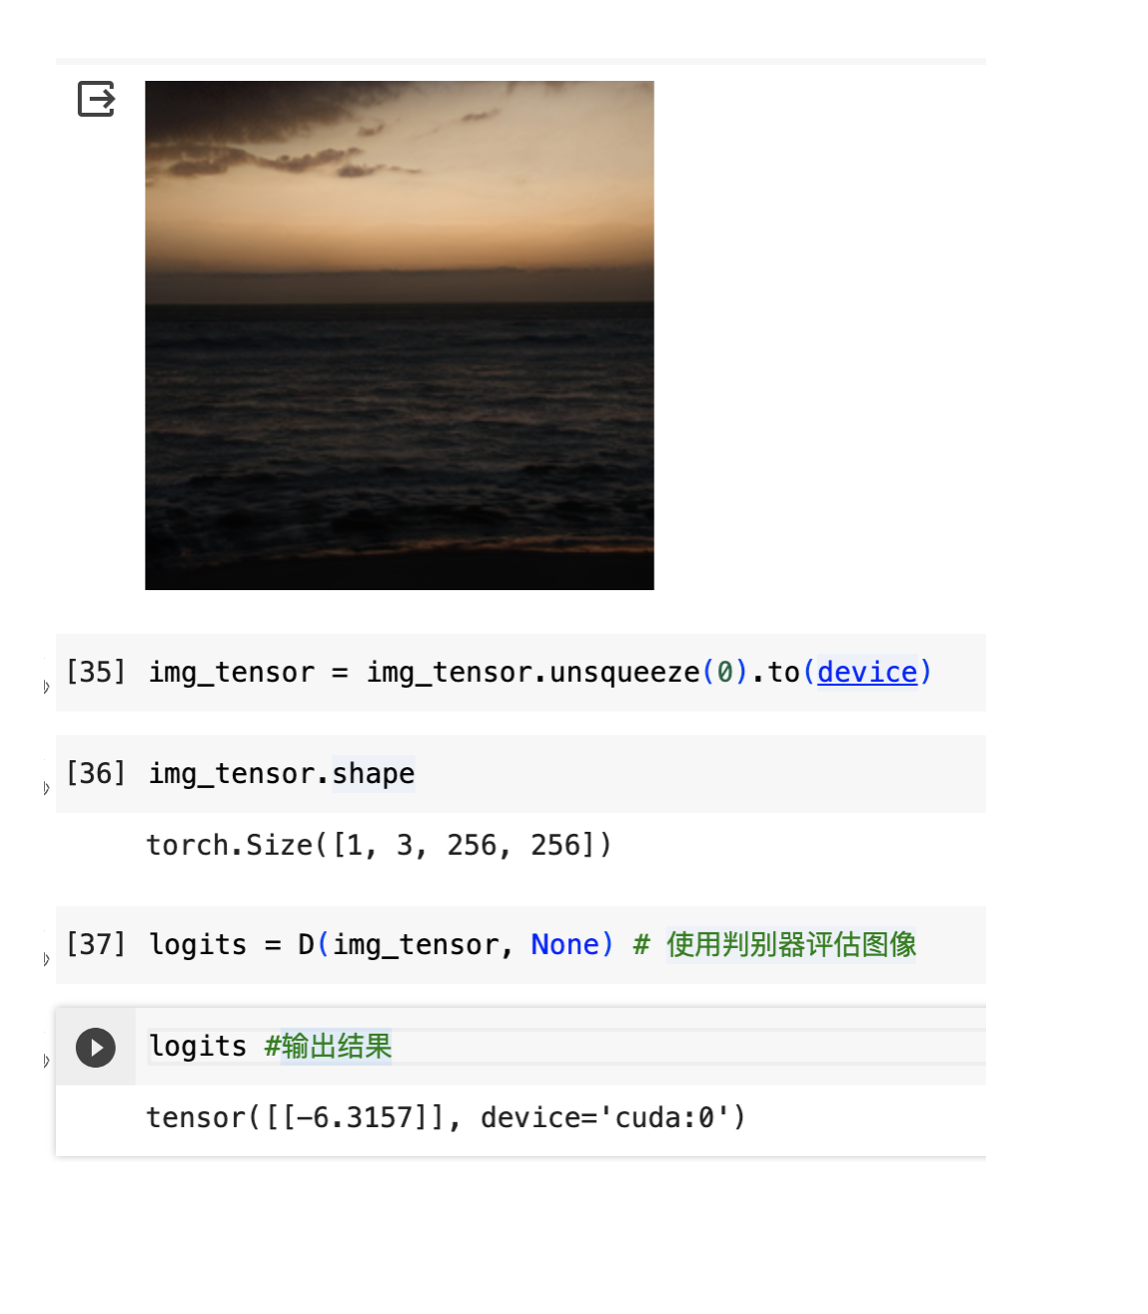 [35] img_tensor = img_tensor.unsqueeze(0).to(device)
[36] img_tensor.shape
torch.Size([1, 3, 256, 256])
[37] logits = D(img_tensor, None) # 使用判别器评估图像
logits #输出结果
tensor([[-6.3157]], device='cuda:0')